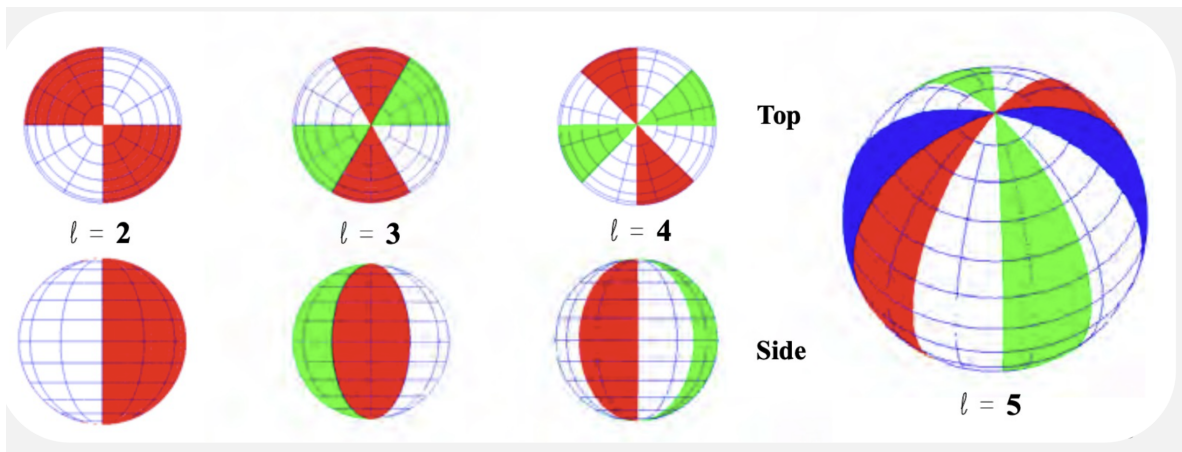 Top
ℓ = 2
ℓ = 3
ℓ = 4
Side
ℓ = 5